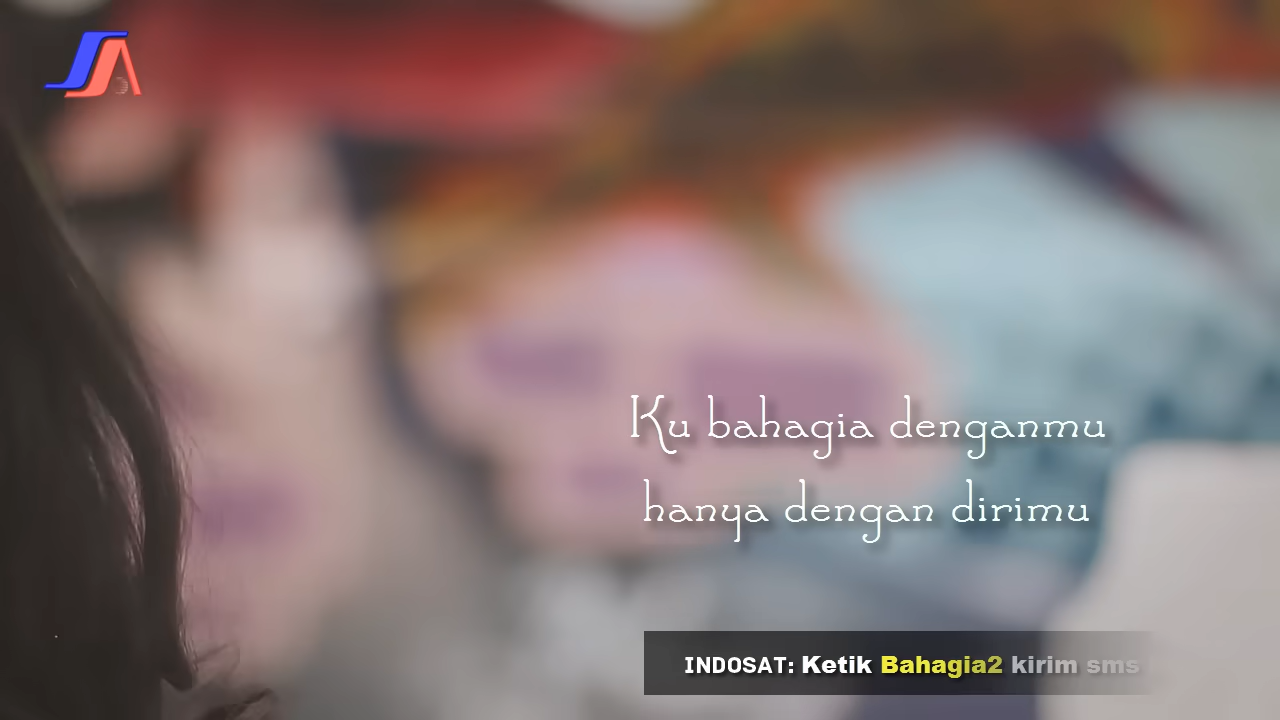 Ku bahagia denganmu
hanya dengan dirimu
INDOSAT: Ketik Bahagia2 kirim sms